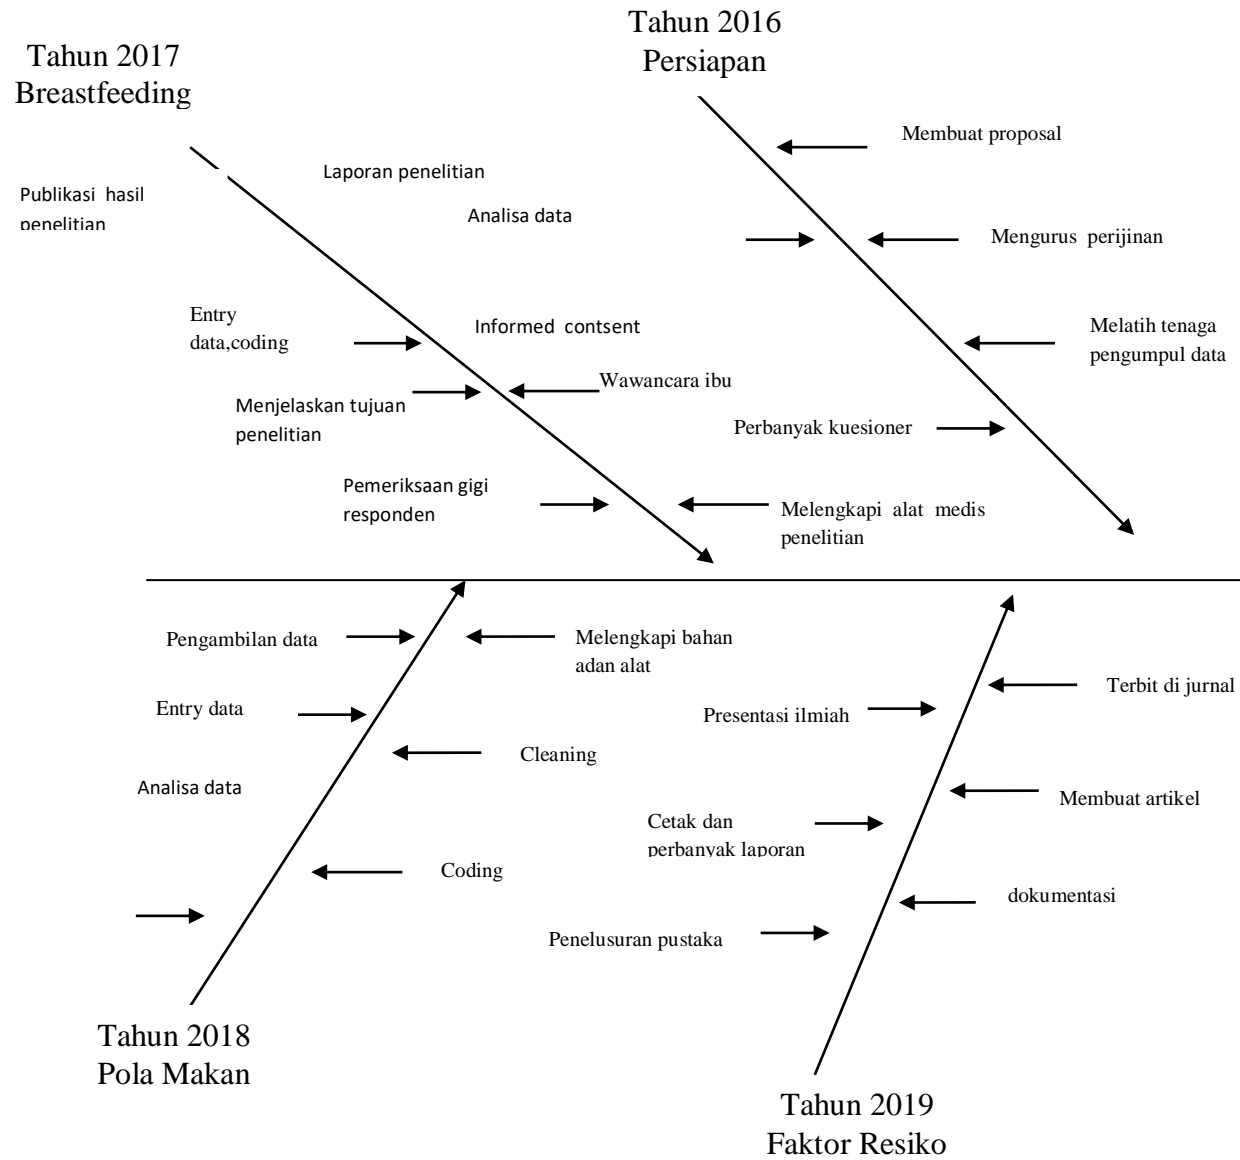 Tahun 2016
Persiapan
Tahun 2017
Breastfeeding
Membuat proposal
Laporan penelitian
Publikasi hasil
penelitian
Analisa data
Mengurus perijinan
Entry
data,coding
Informed contsent
Melatih tenaga
pengumpul data
Wawancara ibu
Menjelaskan tujuan
penelitian
Perbanyak kuesioner
Pemeriksaan gigi
responden
Melengkapi alat medis
penelitian
Pengambilan data
Melengkapi bahan
adan alat
Terbit di jurnal
Entry data
Presentasi ilmiah
Cleaning
Analisa data
Membuat artikel
Cetak dan
perbanyak laporan
Coding
dokumentasi
Penelusuran pustaka
Tahun 2018
Pola Makan
Tahun 2019
Faktor Resiko